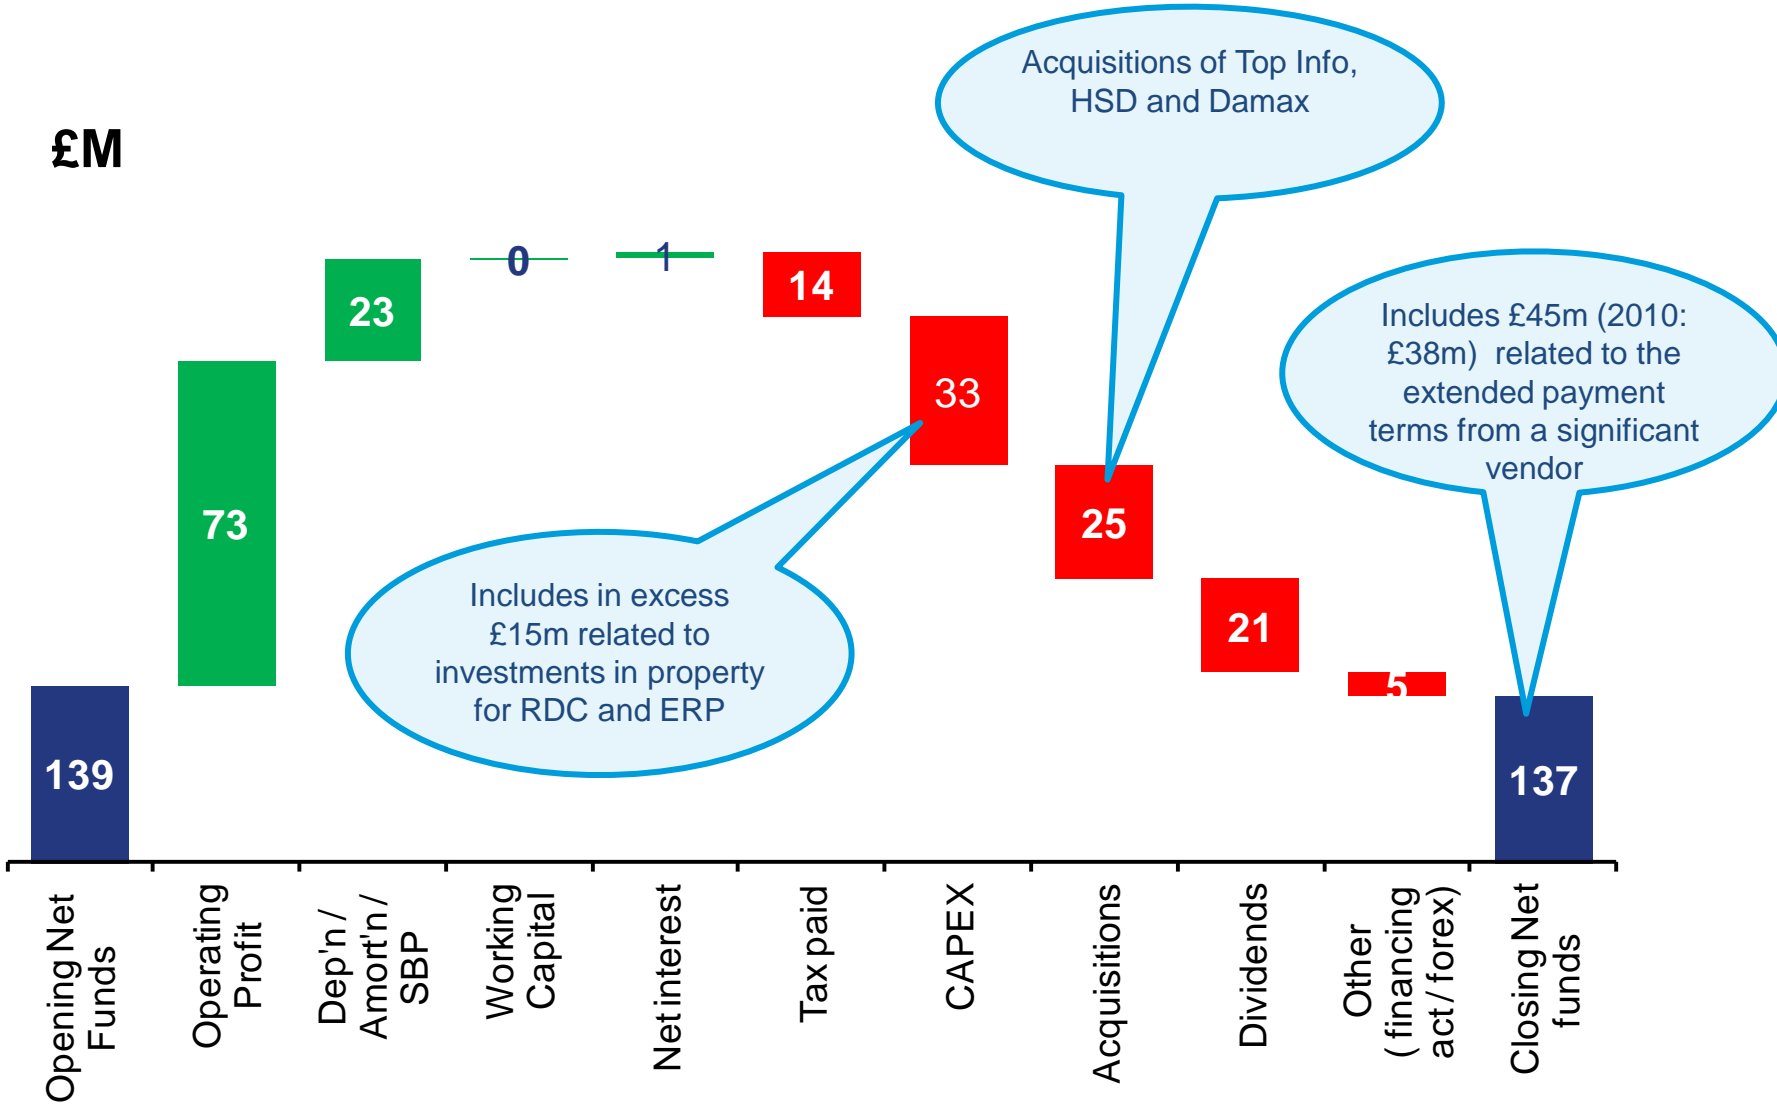 £M
Acquisitions of Top Info,
HSD and Damax
Includes £45m (2010:
£38m) related to the
extended payment
terms from a significant
vendor
Includes in excess
£15m related to
investments in property
for RDC and ERP
139
73
23
0
1
14
33
25
21
5
137
Opening Net
Funds
Operating
Profit
Dep'n /
Amort'n /
SBP
Working
Capital
Net interest
Tax paid
CAPEX
Acquisitions
Dividends
Other
( financing
act / forex)
Closing Net
funds